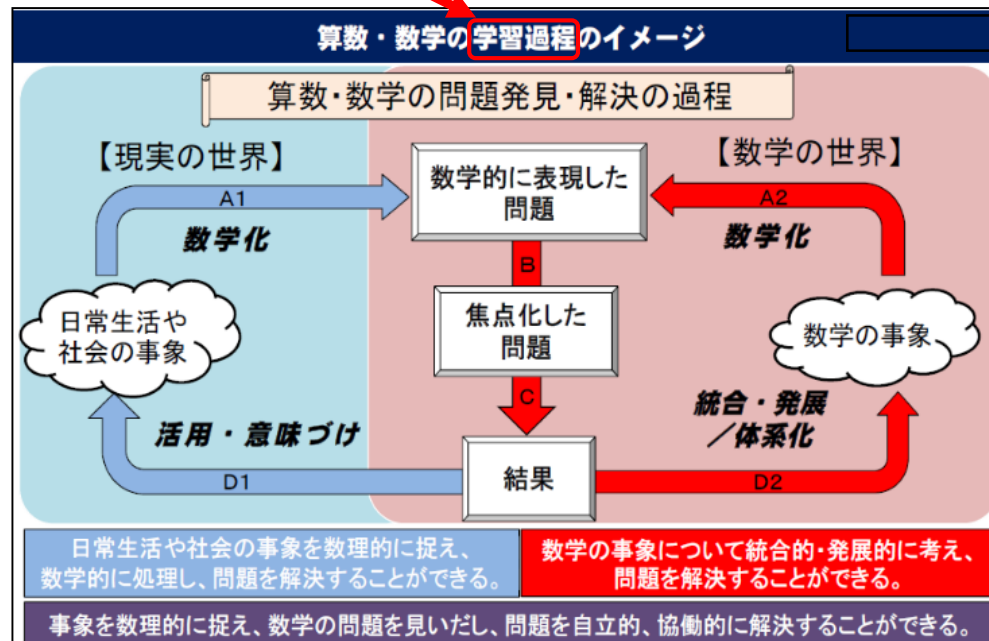 算数・数学の学習過程のイメージ
算数・数学の問題発見・解決の過程
【現実の世界】
【数学の世界】
数学的に表現した
問題
A1
A2
数学化
数学化
B
日常生活や
社会の事象
焦点化した
問題
数学の事象
C
活用・意味づけ
統合・発展
／体系化
結果
D1
D2
日常生活や社会の事象を数理的に捉え、
数学的に処理し、問題を解決することができる。
数学の事象について統合的・発展的に考え、
問題を解決することができる。
事象を数理的に捉え、数学の問題を見いだし、問題を自立的、協働的に解決することができる。